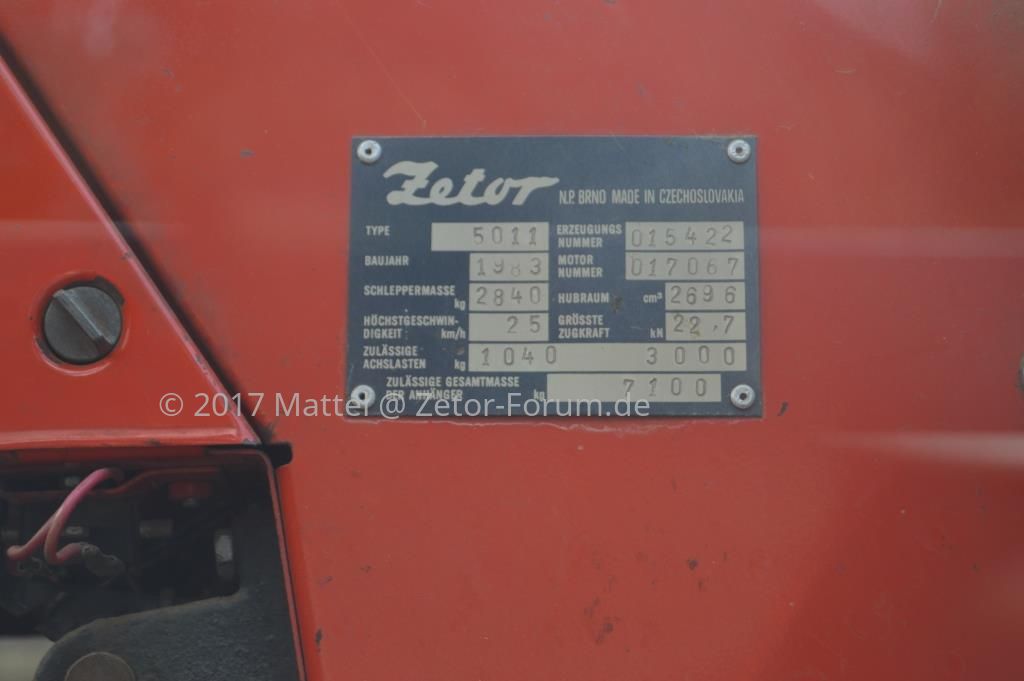 Zetor N.P. BRNO MADE IN CZECHOSLOVAKIA
TYPE 5011 ERZEUGUNGS NUMMER 015422
BAUJAHR 1983 MOTOR NUMMER 017067
SCHLEPPERMASSE kg 2840 HUBRAUM cm³ 2696
HÖCHSTGESCHWIN- DIGKEIT: km/h 25 GRÖSSTE ZUGKRAFT kN 22,7
ZULÄSSIGE ACHSLASTEN kg 1040 3000
ZULÄSSIGE GESAMTMASSE DER ANHÄNGER kg 7100
© 2017 Mattel @ Zetor-Forum.de